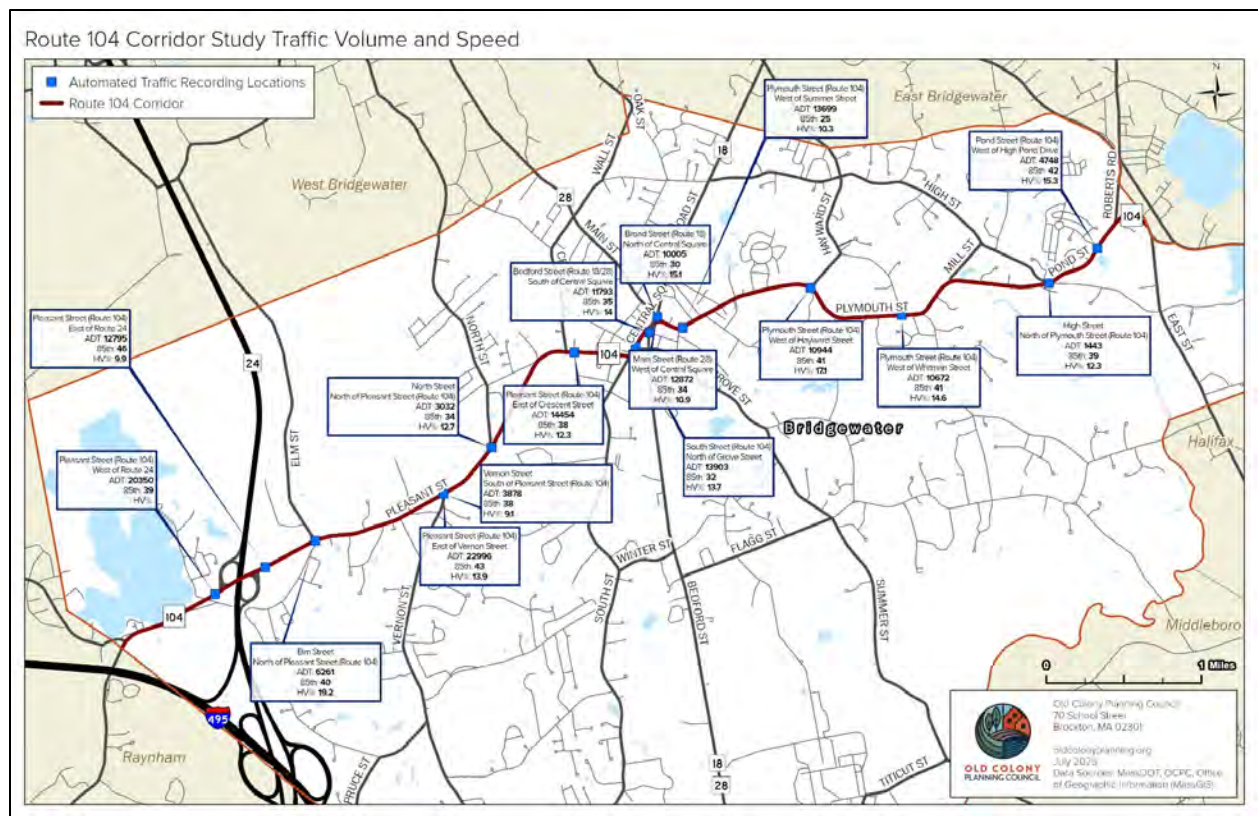 Route 104 Corridor Study Traffic Volume and Speed
Automated Traffic Recording Locations
Route 104 Corridor
Plymouth Street (Route 104)
West of Summer Street
ADT: 13699
85th: 25
HV%: 10.3
East Bridgewater
Pond Street (Route 104)
West of High Pond Drive
ADT: 4748
85th: 42
HV%: 15.3
West Bridgewater
OAK ST
WALL ST
18
28
MAIN ST
HIGH ST
HAYWARD ST
MILL ST
ROBERTS RD
104
POND ST
PLYMOUTH ST
EAST ST
Broad Street (Route 18)
North of Central Square
ADT: 10005
85th: 30
HV%: 15.1
Bedford Street (Route 18/28)
South of Central Square
ADT: 11793
85th: 35
HV%: 14
Pleasant Street (Route 104)
East of Route 24
ADT: 12795
85th: 46
HV%: 9.9
24
NORTH ST
ELM ST
CENTRAL SQ
104
North Street
North of Pleasant Street (Route 104)
ADT: 3032
85th: 34
HV%: 12.7
Pleasant Street (Route 104)
East of Crescent Street
ADT: 14454
85th: 38
HV%: 12.3
Main Street (Route 28)
West of Central Square
ADT: 12872
85th: 34
HV%: 10.9
GROVE ST
Plymouth Street (Route 104)
West of Hayward Street
ADT: 10944
85th: 41
HV%: 17.1
Plymouth Street (Route 104)
West of Whitman Street
ADT: 10672
85th: 41
HV%: 14.6
High Street
North of Plymouth Street (Route 104)
ADT: 1443
85th: 39
HV%: 12.3
Bridgewater
Halifax
Pleasant Street (Route 104)
West of Route 24
ADT: 20350
85th: 39
HV%:
PLEASANT ST
Vernon Street
South of Pleasant Street (Route 104)
ADT: 3878
85th: 38
HV%: 9.1
South Street (Route 104)
North of Grove Street
ADT: 13903
85th: 32
HV%: 13.7
Pleasant Street (Route 104)
East of Vernon Street
ADT: 22996
85th: 43
HV%: 13.9
WINTER ST
FLAGG ST
VERNON ST
SOUTH ST
BEDFORD ST
SUMMER ST
104
Elm Street
North of Pleasant Street (Route 104)
ADT: 6261
85th: 40
HV%: 19.2
Middleboro
0 1 Miles
495
Raynham
SPRUCE ST
18
28
TITICUT ST
OLD COLONY
PLANNING COUNCIL
Old Colony Planning Council
70 School Street
Brockton, MA 02301
oldcolonyplanning.org
July 2025
Data Sources: MassDOT, OCPC, Office
of Geographic Information (MassGIS)